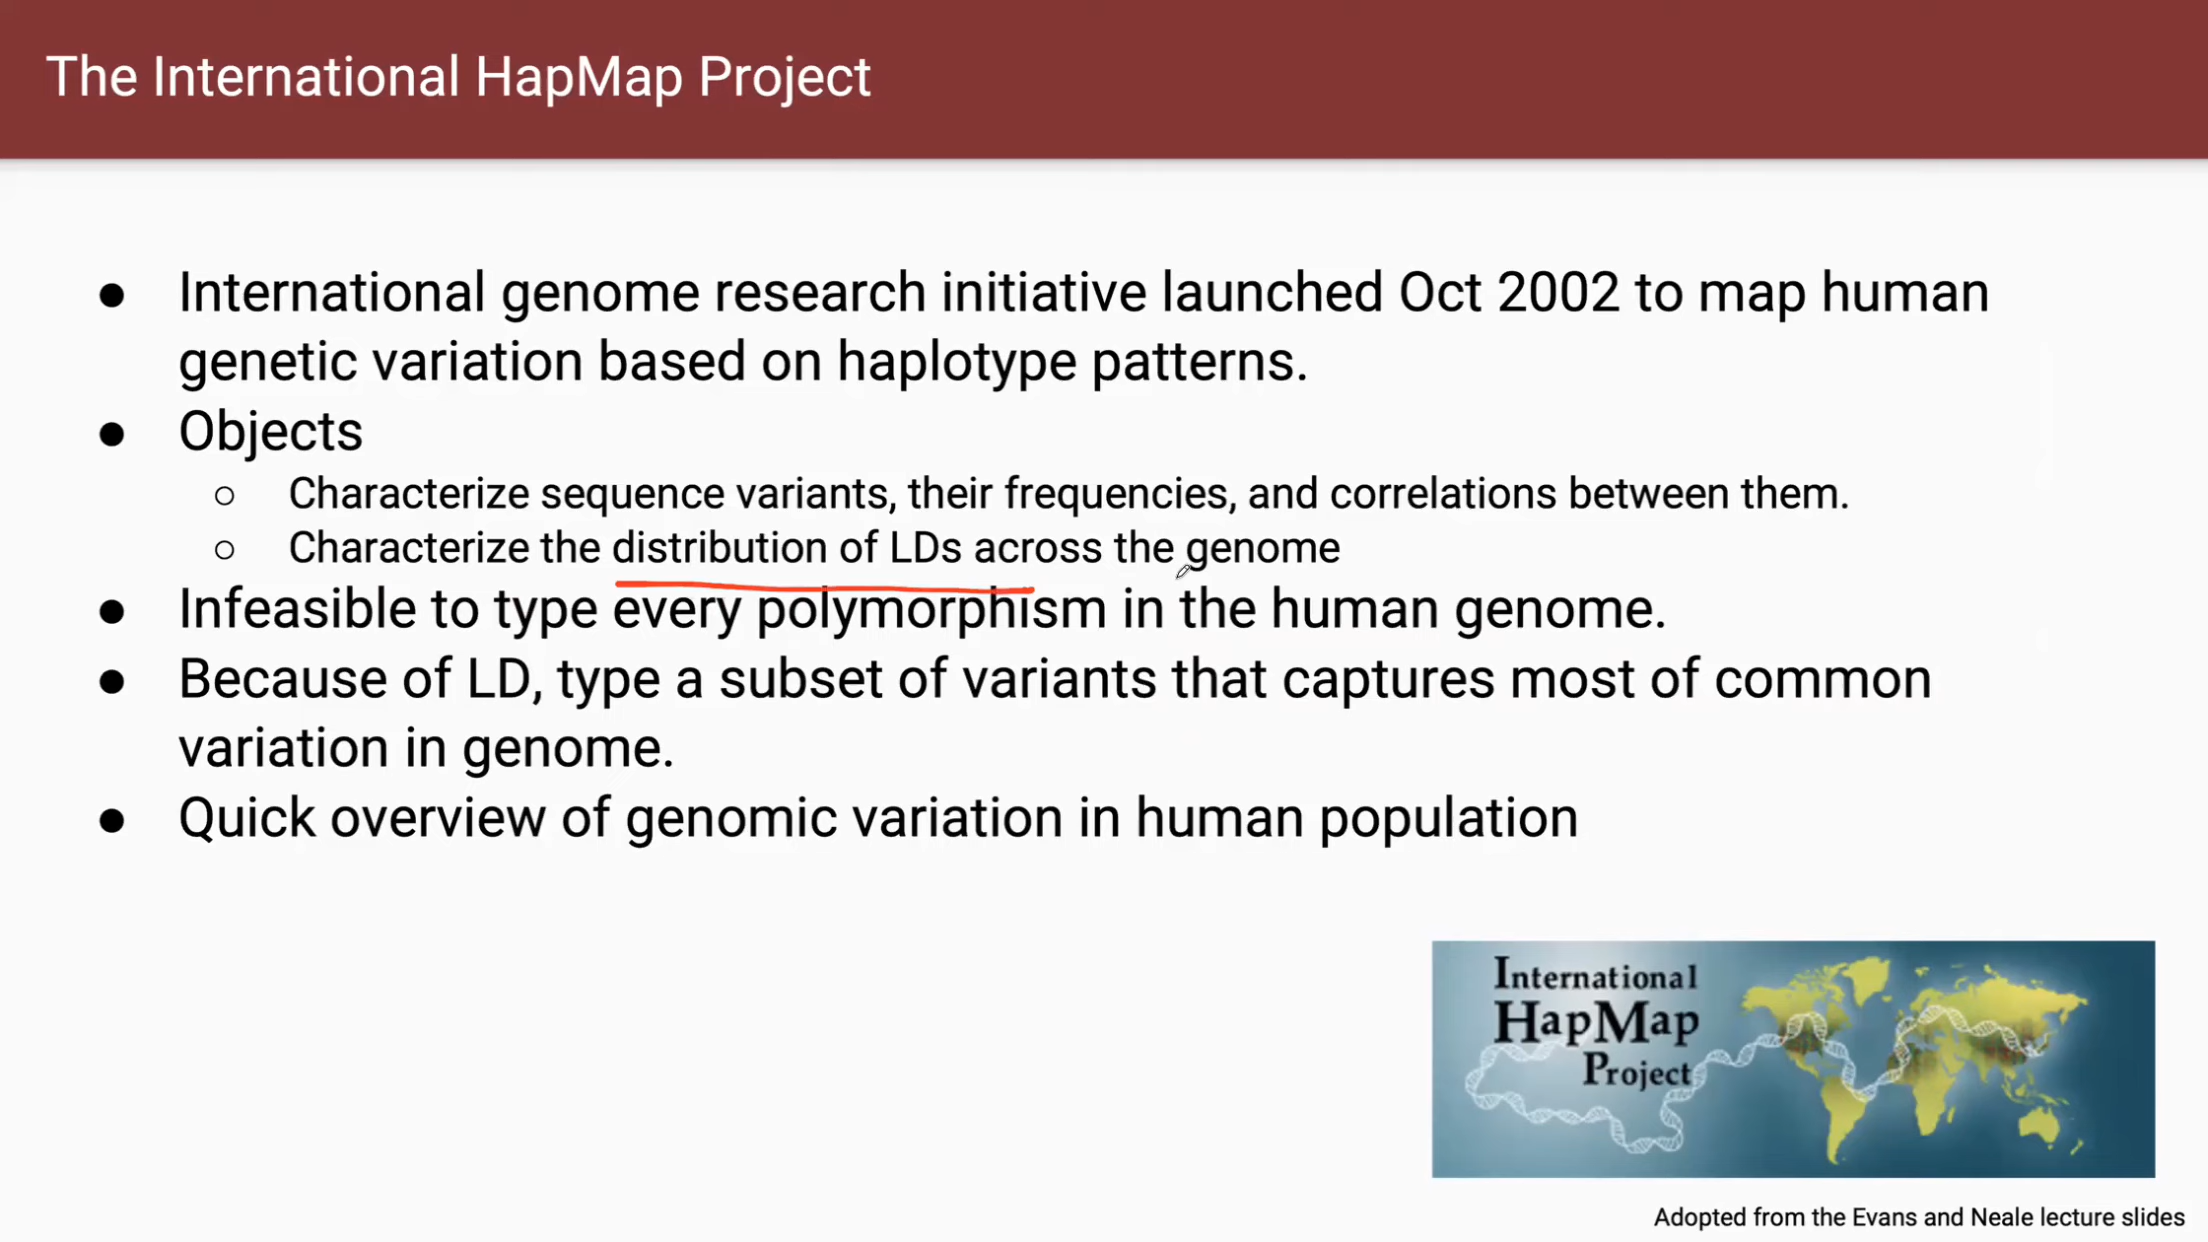 The International HapMap Project
● International genome research initiative launched Oct 2002 to map human
genetic variation based on haplotype patterns.
● Objects
○ Characterize sequence variants, their frequencies, and correlations between them.
○ Characterize the distribution of LDs across the genome
● Infeasible to type every polymorphism in the human genome.
● Because of LD, type a subset of variants that captures most of common
variation in genome.
● Quick overview of genomic variation in human population
International
HapMap
Project
Adopted from the Evans and Neale lecture slides